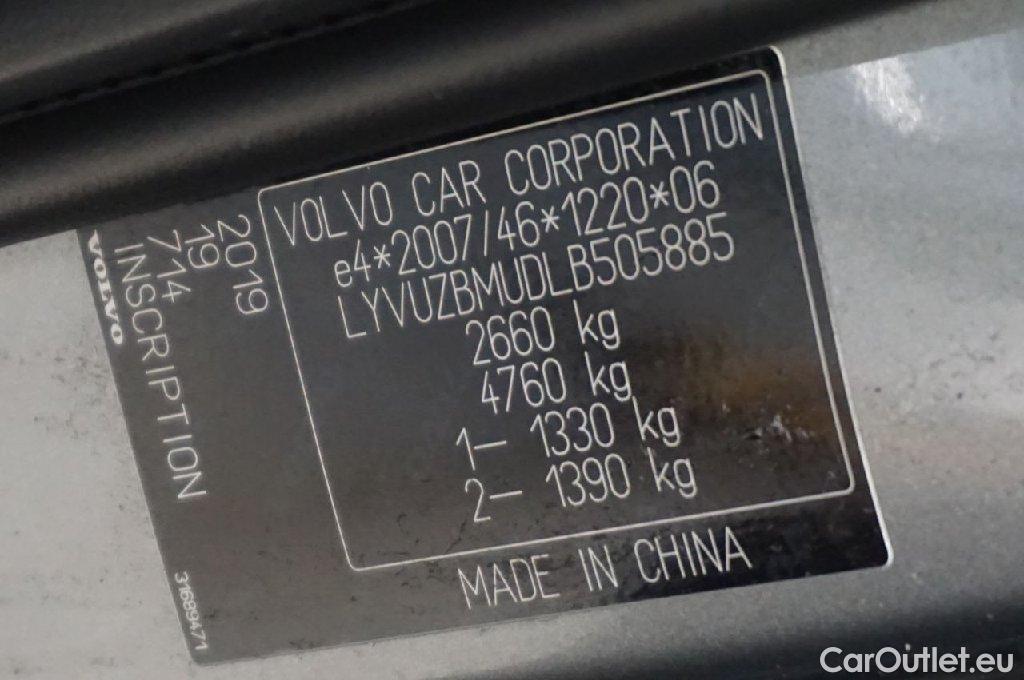 VOLVO CAR CORPORATION
e4*2007/46*1220*06
LYVUZBMUDLB505885
2660 kg
4760 kg
1– 1330 kg
2– 1390 kg
MADE IN CHINA
2019
19
714
INSCRIPTION
VOLVO
31689471
CarOutlet.eu